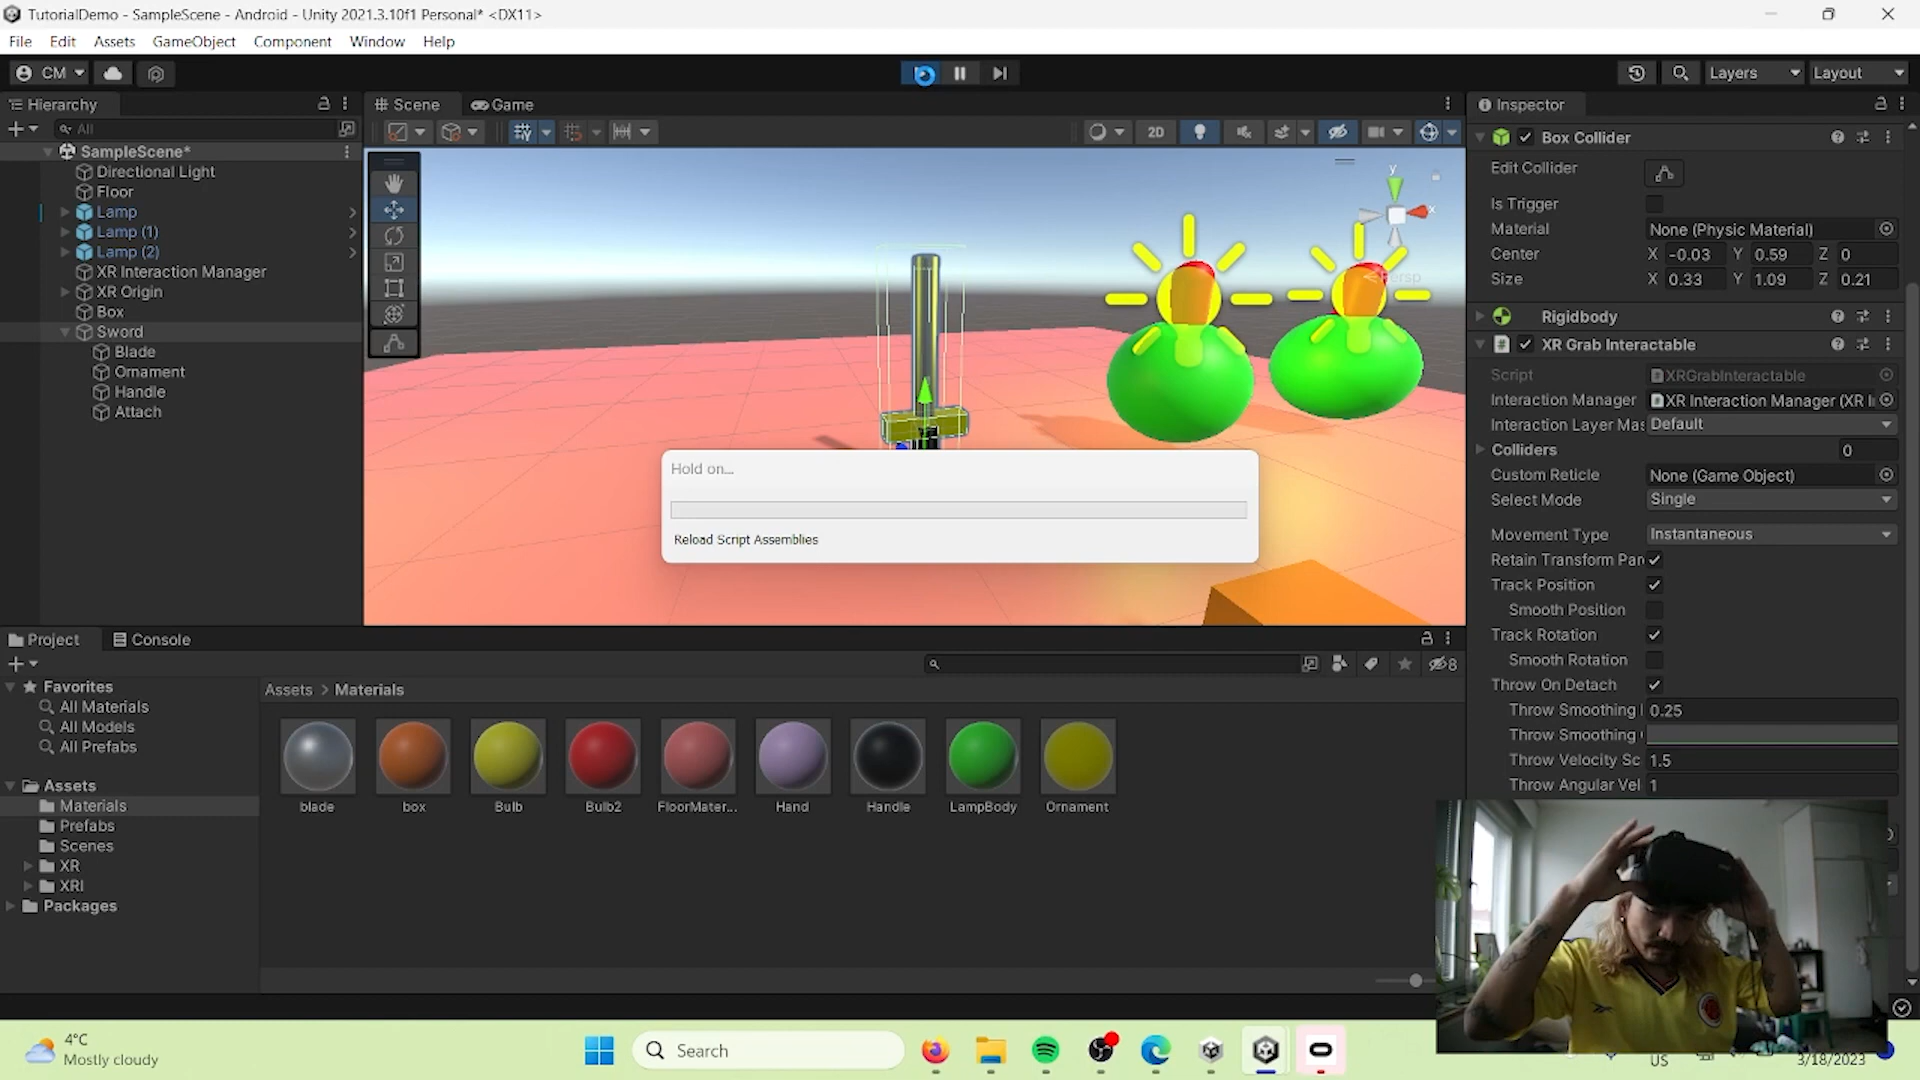 TutorialDemo - SampleScene - Android - Unity 2021.3.10f1 Personal* <DX11>
File Edit Assets GameObject Component Window Help
CM
Layers Layout
Hierarchy
All
SampleScene*
Directional Light
Floor
Lamp
Lamp (1)
Lamp (2)
XR Interaction Manager
XR Origin
Box
Sword
Blade
Ornament
Handle
Attach
Scene Game
2D
y
x
Persp
Hold on...
Reload Script Assemblies
Inspector
Box Collider
Edit Collider
Is Trigger
Material None (Physic Material)
Center X -0.03 Y 0.59 Z 0
Size X 0.33 Y 1.09 Z 0.21
Rigidbody
XR Grab Interactable
Script XRGrabInteractable
Interaction Manager XR Interaction Manager (XR I
Interaction Layer Mas Default
Colliders 0
Custom Reticle None (Game Object)
Select Mode Single
Movement Type Instantaneous
Retain Transform Par
Track Position
Smooth Position
Track Rotation
Smooth Rotation
Throw On Detach
Throw Smoothing 0.25
Throw Smoothing
Throw Velocity Sc 1.5
Throw Angular Vel 1
Project Console
8
Favorites
All Materials
All Models
All Prefabs
Assets
Materials
Prefabs
Scenes
XR
XRI
Packages
Assets > Materials
blade box Bulb Bulb2 FloorMater... Hand Handle LampBody Ornament
4°C
Mostly cloudy
Search
US
3/18/2023